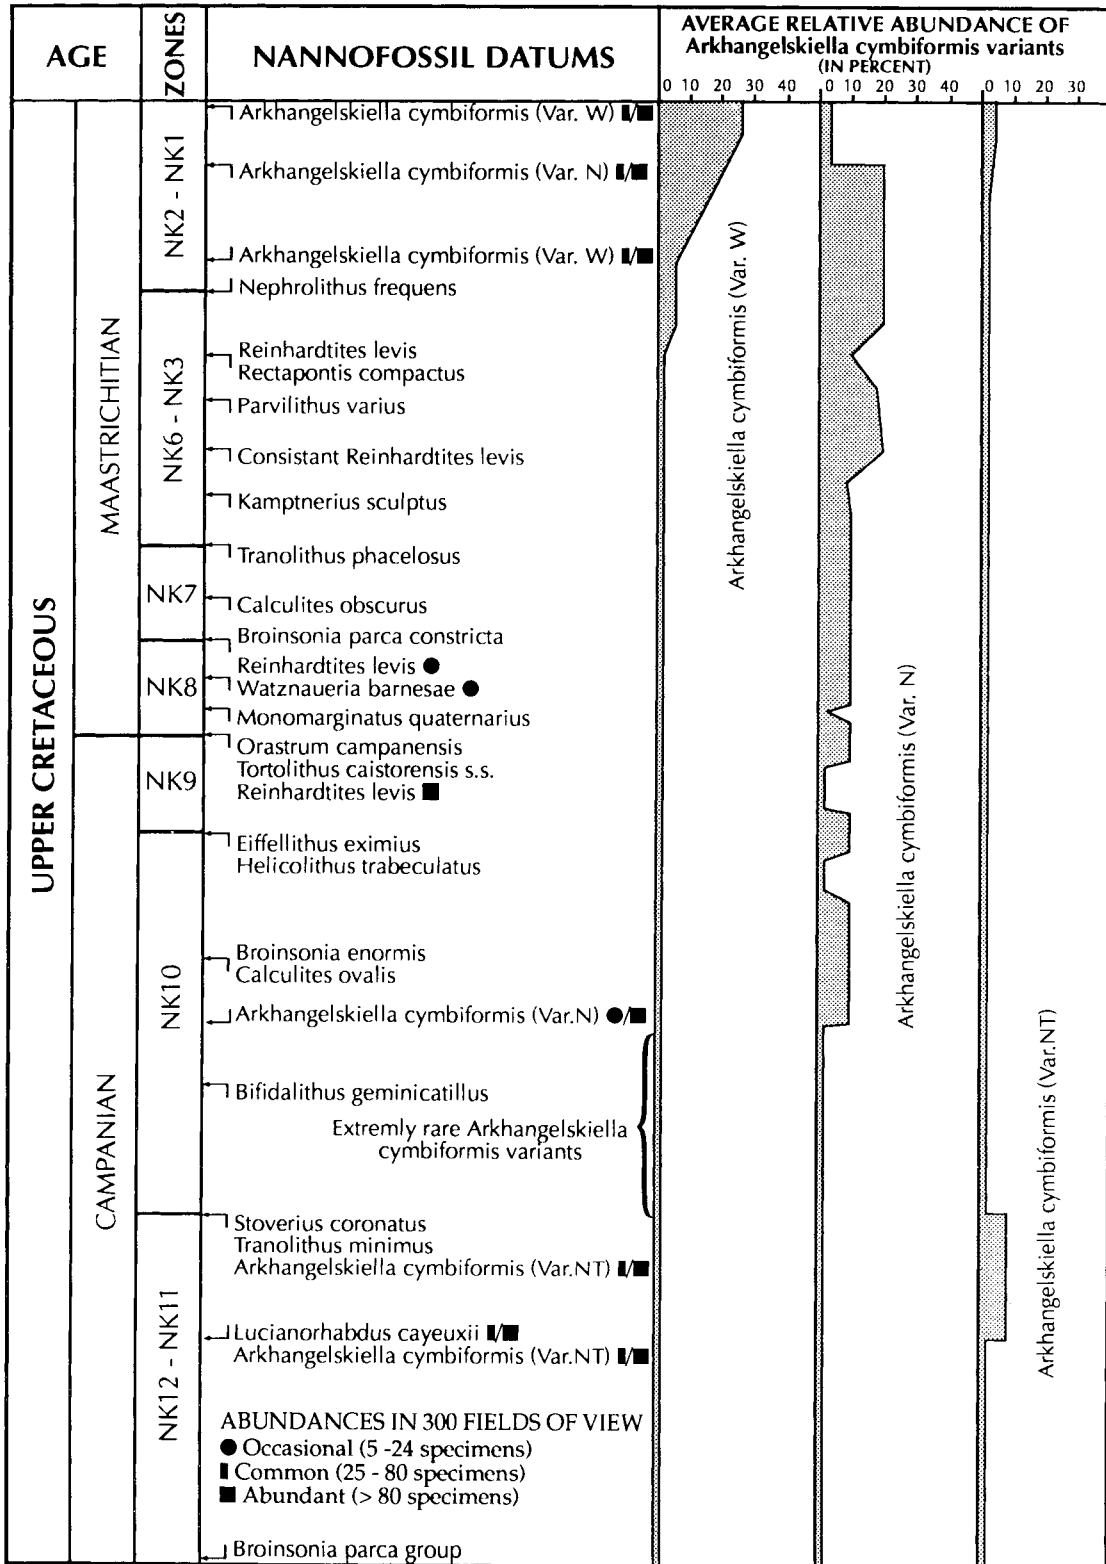 AGE
ZONES
NANNOFOSSIL DATUMS
AVERAGE RELATIVE ABUNDANCE OF
Arkhangelskiella cymbiformis variants
(IN PERCENT)
0 10 20 30 40
0 10 20 30 40
0 10 20 30
UPPER CRETACEOUS
MAASTRICHITIAN
CAMPANIAN
NK2 - NK1
NK6 - NK3
NK7
NK8
NK9
NK10
NK12 - NK11
Arkhangelskiella cymbiformis (Var. W) ▮/■
Arkhangelskiella cymbiformis (Var. N) ▮/■
Arkhangelskiella cymbiformis (Var. W) ▮/■
Nephrolithus frequens
Reinhardtites levis
Rectapontis compactus
Parvilithus varius
Consistant Reinhardtites levis
Kamptnerius sculptus
Tranolithus phacelosus
Calculites obscurus
Broinsonia parca constricta
Reinhardtites levis ●
Watznaueria barnesae ●
Monomarginatus quaternarius
Orastrum campanensis
Tortolithus caistorensis s.s.
Reinhardtites levis ■
Eiffellithus eximius
Helicolithus trabeculatus
Broinsonia enormis
Calculites ovalis
Arkhangelskiella cymbiformis (Var.N) ●/■
Bifidalithus geminicatillus
Extremly rare Arkhangelskiella
cymbiformis variants
Stoverius coronatus
Tranolithus minimus
Arkhangelskiella cymbiformis (Var.NT) ▮/■
Lucianorhabdus cayeuxii ▮/■
Arkhangelskiella cymbiformis (Var.NT) ▮/■
ABUNDANCES IN 300 FIELDS OF VIEW
● Occasional (5 -24 specimens)
▮ Common (25 - 80 specimens)
■ Abundant (> 80 specimens)
Broinsonia parca group
Arkhangelskiella cymbiformis (Var. W)
Arkhangelskiella cymbiformis (Var. N)
Arkhangelskiella cymbiformis (Var.NT)